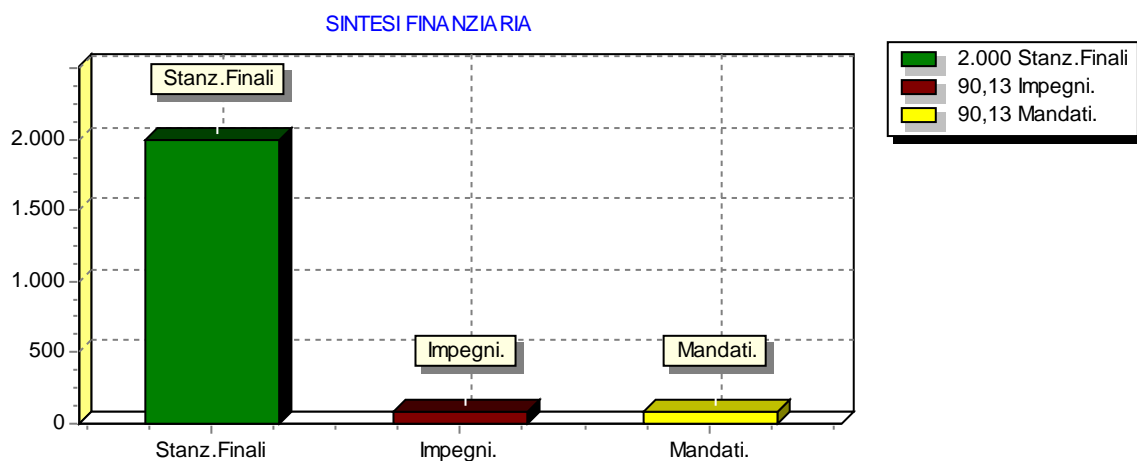 SINTESI FINANZIARIA
2.000 Stanz.Finali
90,13 Impegni.
90,13 Mandati.
Stanz.Finali
Impegni.
Mandati.
2.000
1.500
1.000
500
0
Stanz.Finali
Impegni.
Mandati.